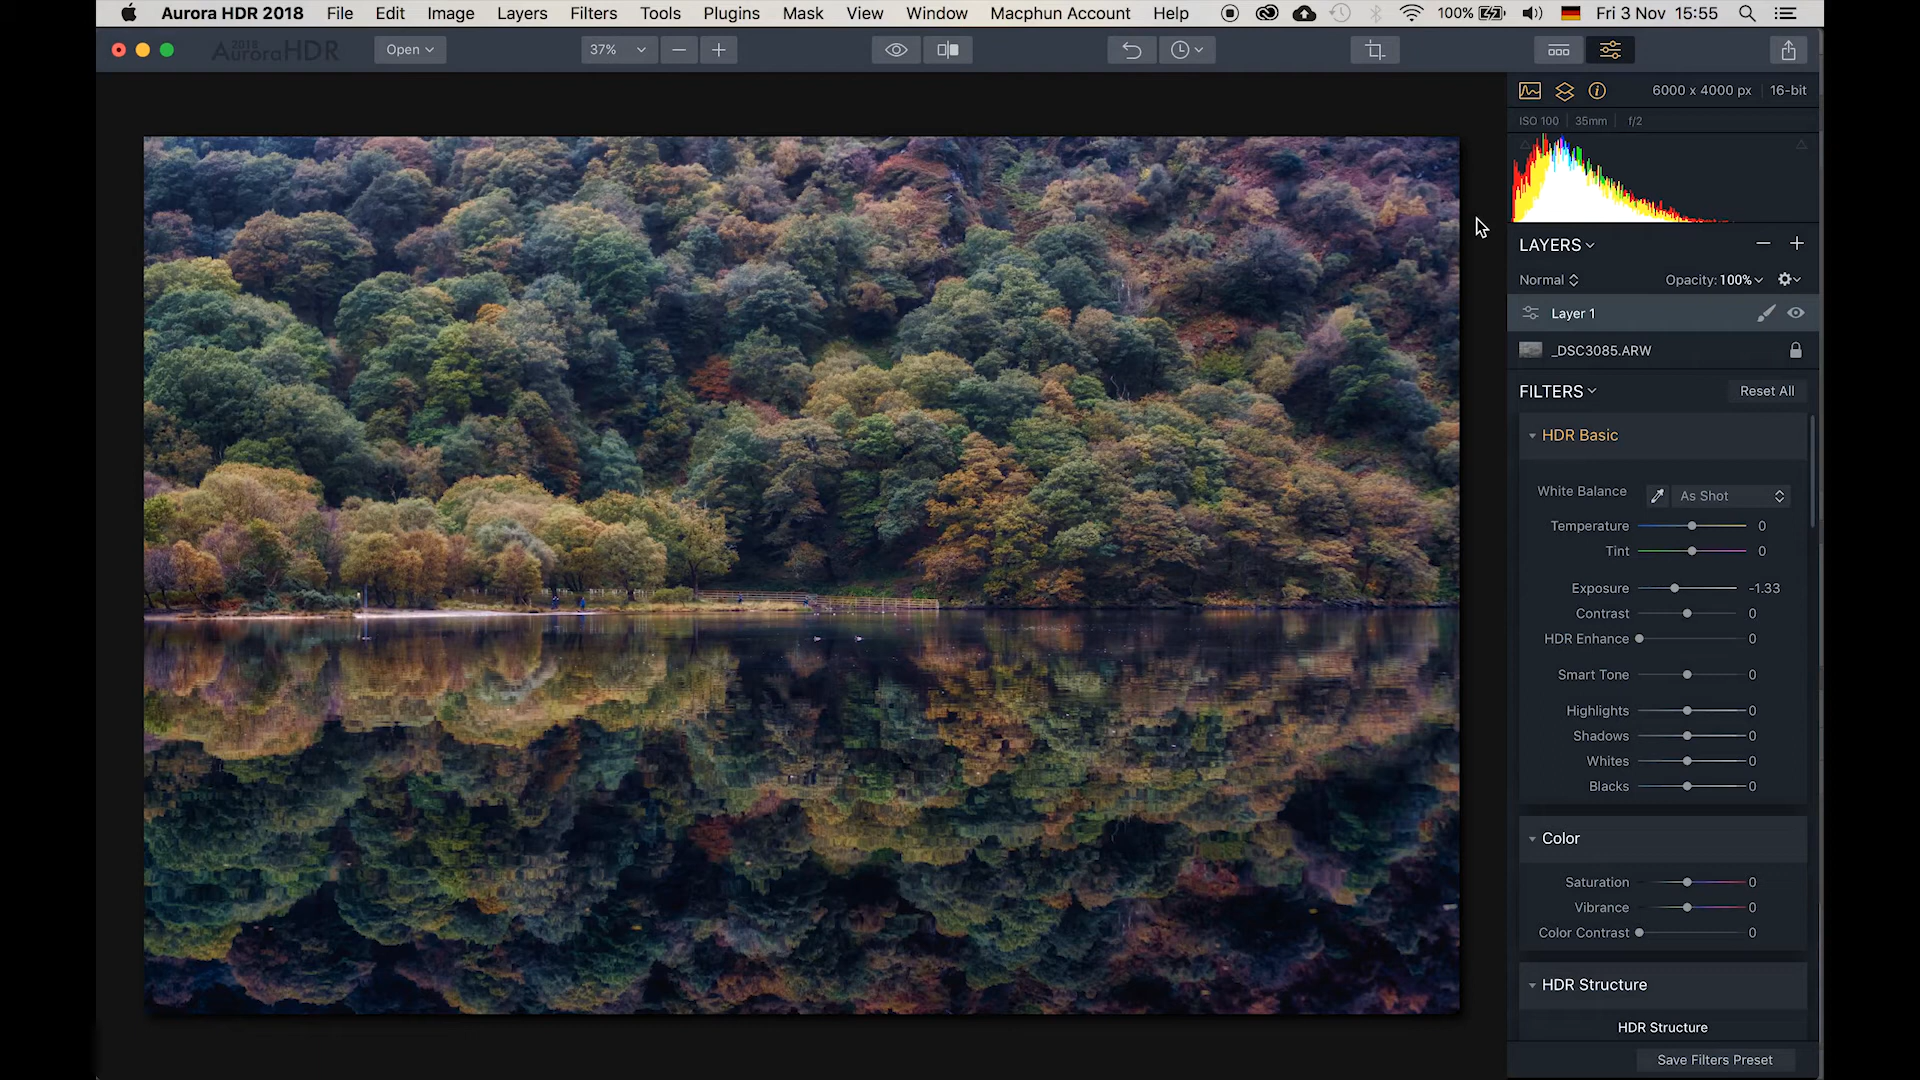 Aurora HDR 2018 File Edit Image Layers Filters Tools Plugins Mask View Window Macphun Account Help 100% Fri 3 Nov 15:55
2018
AuroraHDR Open 37%
6000 x 4000 px 16-bit
ISO 100 35mm f/2
LAYERS
Normal Opacity: 100%
Layer 1
_DSC3085.ARW
FILTERS Reset All
HDR Basic
White Balance As Shot
Temperature 0
Tint 0
Exposure -1.33
Contrast 0
HDR Enhance 0
Smart Tone 0
Highlights 0
Shadows 0
Whites 0
Blacks 0
Color
Saturation 0
Vibrance 0
Color Contrast 0
HDR Structure
HDR Structure
Save Filters Preset